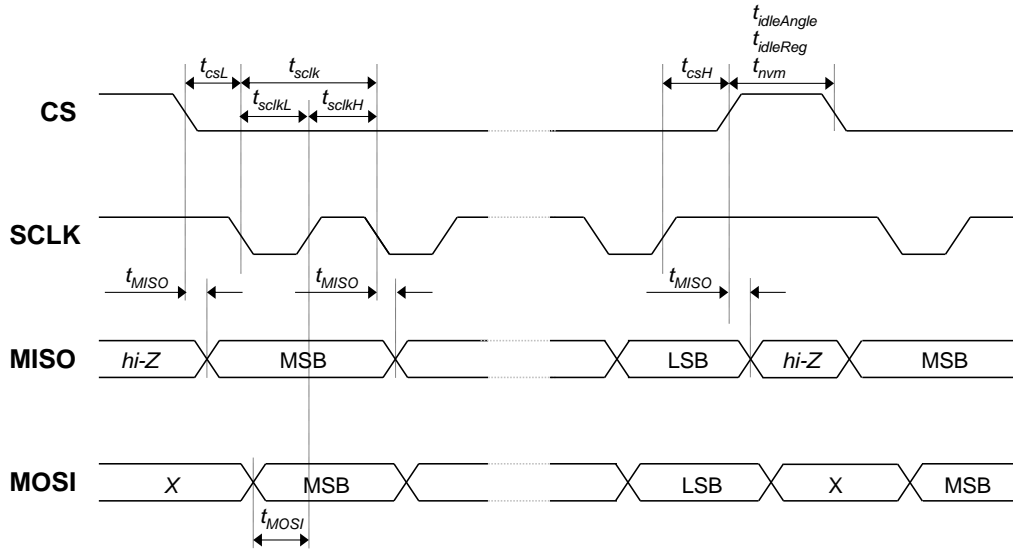 t_idleAngle
t_idleReg
t_csL t_sclk t_csH t_nvm
t_sclkL t_sclkH
CS
SCLK
t_MISO t_MISO t_MISO
MISO hi-Z MSB LSB hi-Z MSB
MOSI X MSB LSB X MSB
t_MOSI